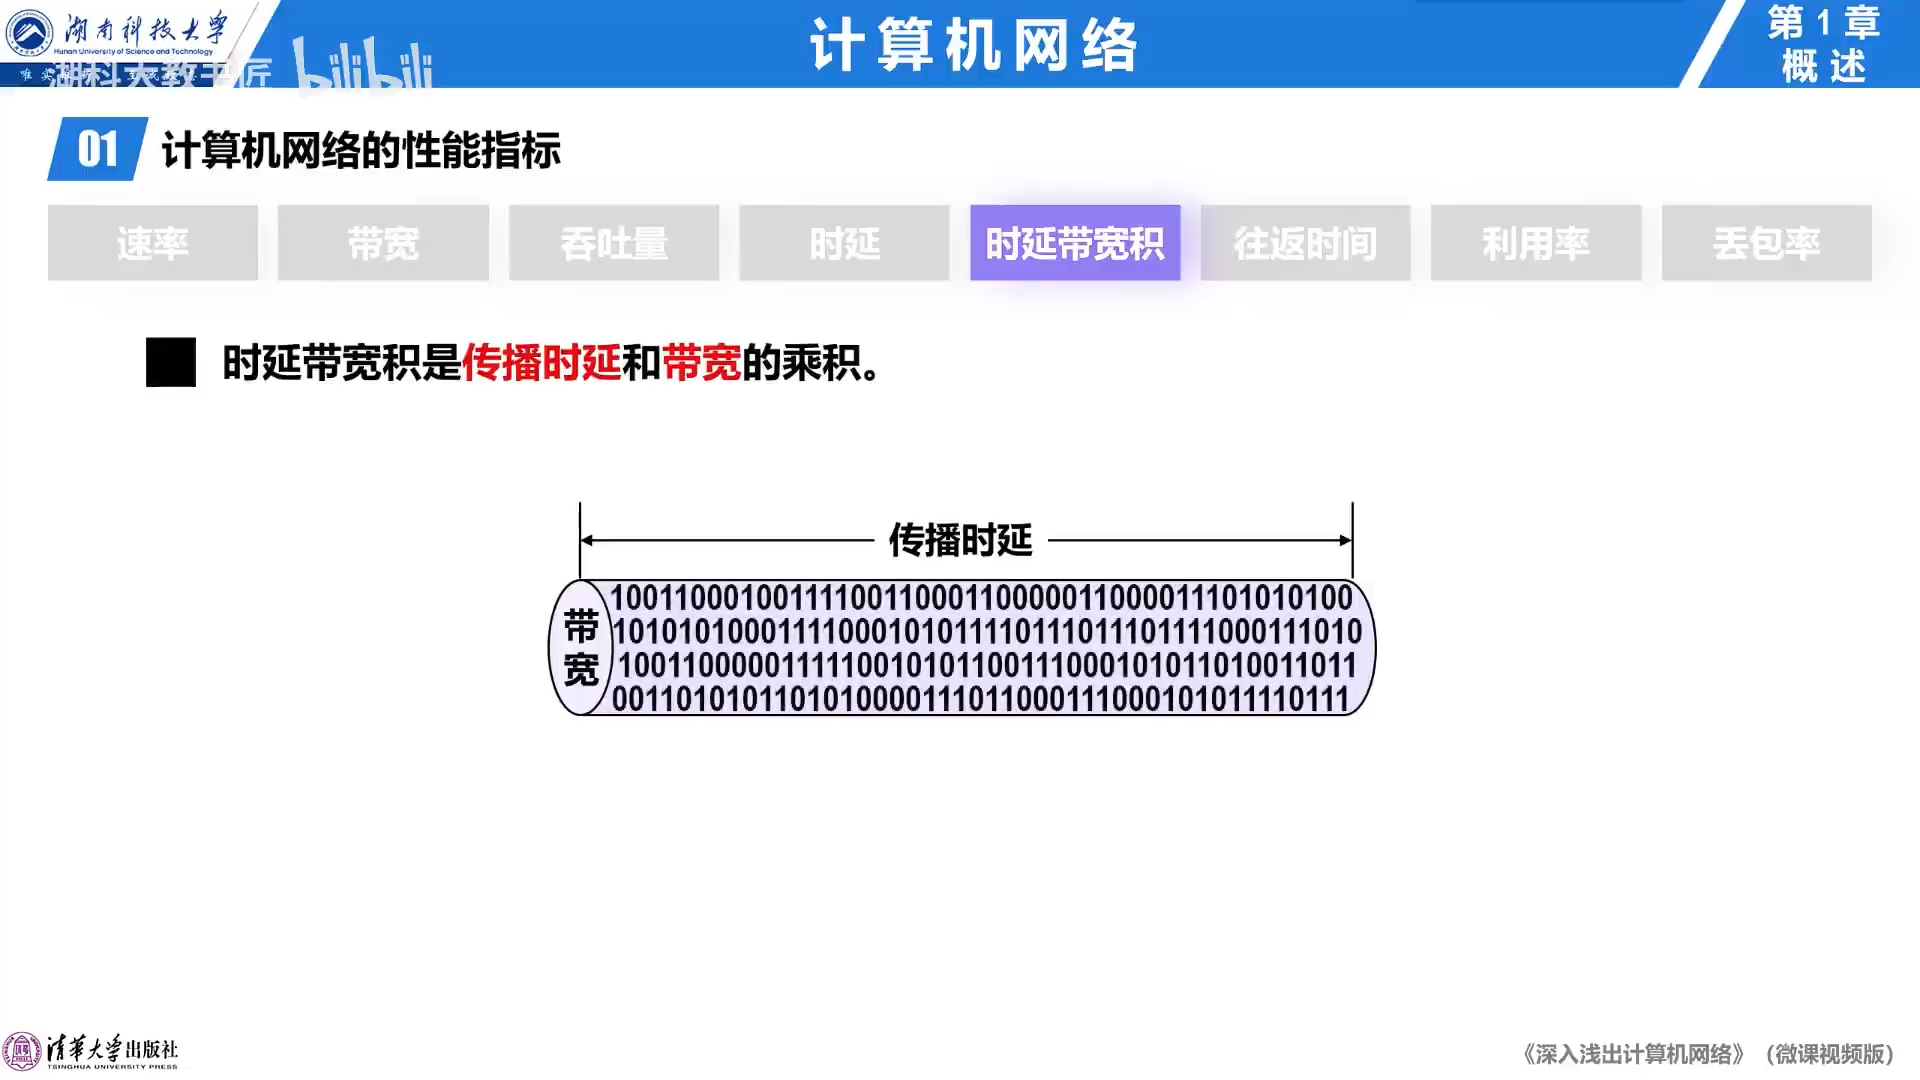 湖南科技大学
Hunan University of Science and Technology
湖科大教书匠 bilibili
计算机网络
第1章
概述
01 计算机网络的性能指标
速率 带宽 吞吐量 时延 时延带宽积 往返时间 利用率 丢包率
时延带宽积是传播时延和带宽的乘积。
传播时延
带宽
1001100010011110011000110000011000011101010100
10101010001111000101011110111011101111000111010
1001100000111110010101100111000101011010011011
0011010101101010000111011000111000101011110111
清华大学出版社
TSINGHUA UNIVERSITY PRESS
《深入浅出计算机网络》（微课视频版）